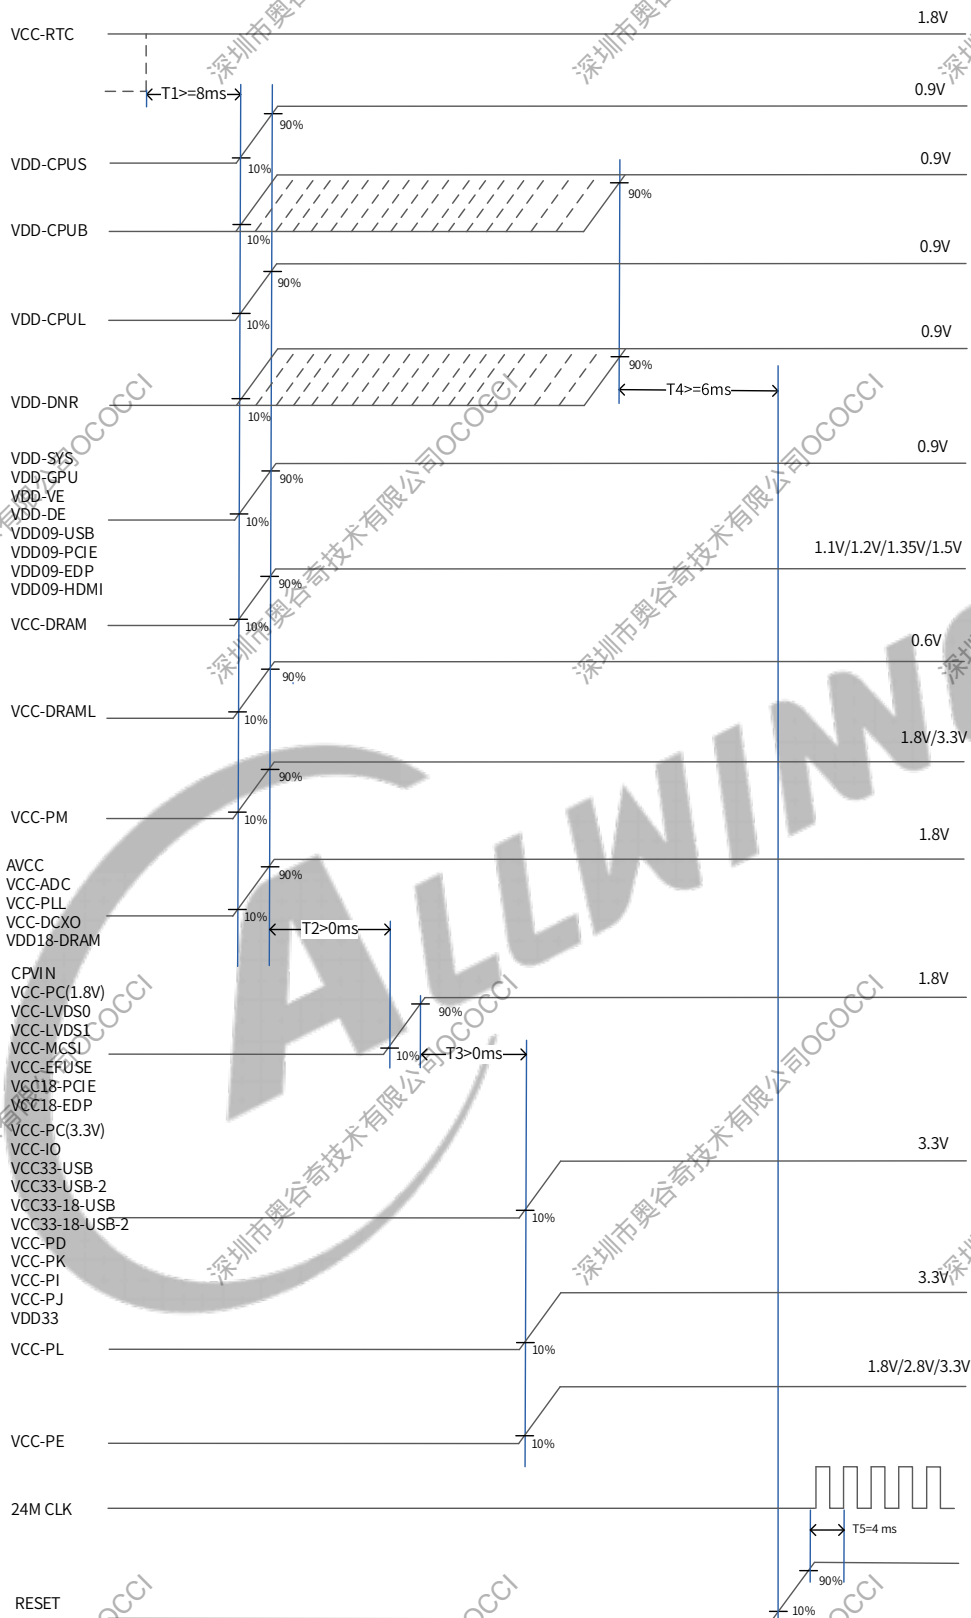 深圳市奥谷
深圳市奥谷
VCC-RTC
1.8V
T1>=8ms
0.9V
90%
VDD-CPUS
10%
0.9V
90%
VDD-CPUB
10%
0.9V
90%
VDD-CPUL
10%
0.9V
90%
T4>=6ms
VDD-DNR
10%
深圳市奥谷奇技术有限公司OCOCCI
深圳市奥谷奇技术有限公司OCOCCI
VDD-SYS
0.9V
VDD-GPU
90%
VDD-VE
VDD-DE
10%
VDD09-USB
VDD09-PCIE
1.1V/1.2V/1.35V/1.5V
VDD09-EDP
90%
VDD09-HDMI
VCC-DRAM
10%
0.6V
90%
VCC-DRAML
10%
1.8V/3.3V
90%
VCC-PM
10%
ALLWIN
1.8V
AVCC
90%
VCC-ADC
VCC-PLL
10%
VCC-DCXO
T2>0ms
VDD18-DRAM
CPVIN
1.8V
VCC-PC(1.8V)
VCC-LVDS0
90%
VCC-LVDS1
VCC-MCSI
10%
T3>0ms
VCC-EFUSE
VCC18-PCIE
VCC18-EDP
深圳市奥谷奇技术有限公司OCOCCI
深圳市奥谷奇技术有限公司OCOCCI
VCC-PC(3.3V)
VCC-IO
3.3V
VCC33-USB
VCC33-USB-2
VCC33-18-USB
10%
VCC33-18-USB-2
VCC-PD
VCC-PK
VCC-PI
3.3V
VCC-PJ
VDD33
VCC-PL
10%
1.8V/2.8V/3.3V
VCC-PE
10%
24M CLK
T5=4 ms
90%
RESET
10%